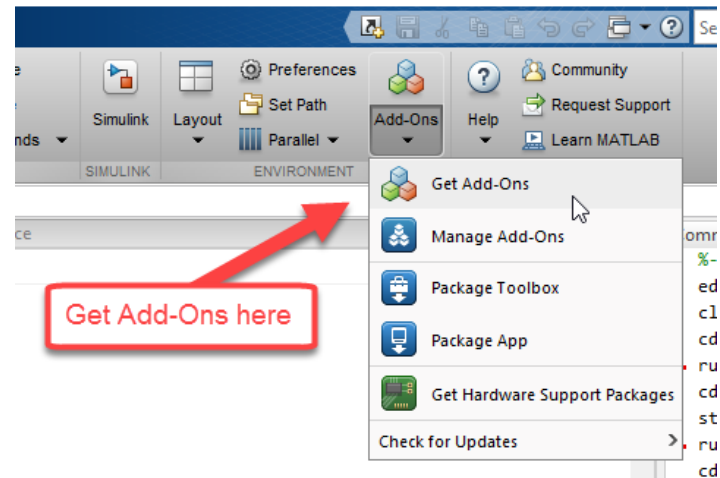 Se
Preferences
Set Path
Parallel
Simulink
Layout
Add-Ons
Help
Community
Request Support
Learn MATLAB
nds
SIMULINK
ENVIRONMENT
Get Add-Ons
Manage Add-Ons
Package Toolbox
Package App
Get Hardware Support Packages
Check for Updates
Get Add-Ons here
ce
omm
%-
ed
cl
cd
ru
cd
st
ru
cd